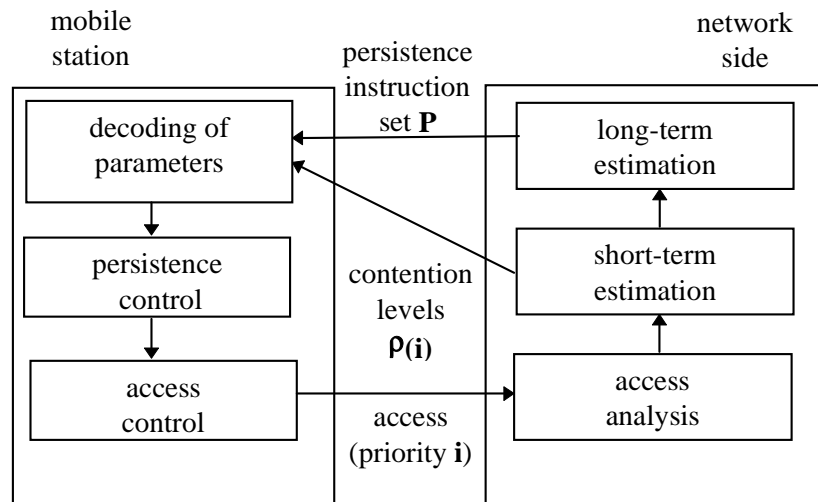 mobile
station
persistence
instruction
set P
network
side
decoding of
parameters
long-term
estimation
persistence
control
contention
levels
ρ(i)
short-term
estimation
access
control
access
(priority i)
access
analysis